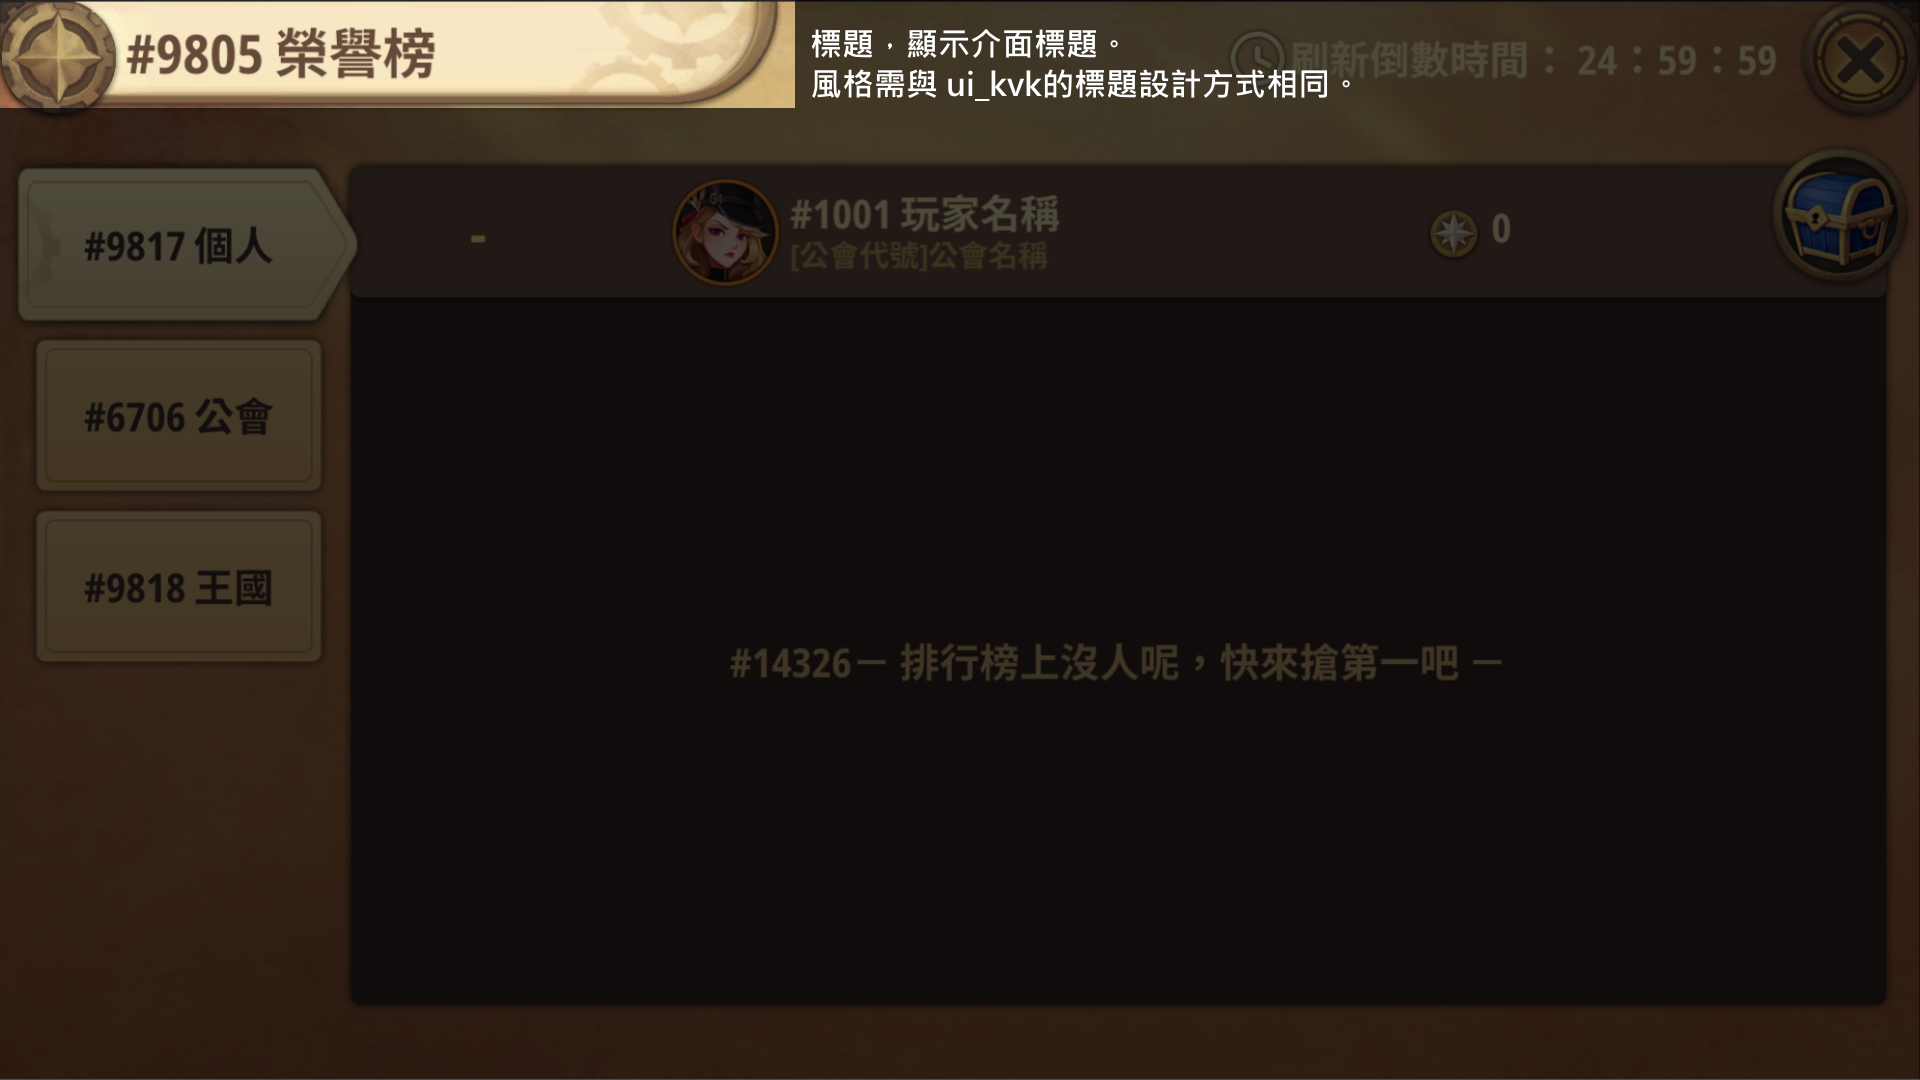 #9805 榮譽榜
標題，顯示介面標題。
風格需與 ui_kvk的標題設計方式相同。
刷新倒數時間： 24：59：59
#9817 個人
#6706 公會
#9818 王國
-
#1001 玩家名稱
[公會代號]公會名稱
0
#14326－ 排行榜上沒人呢，快來搶第一吧 －